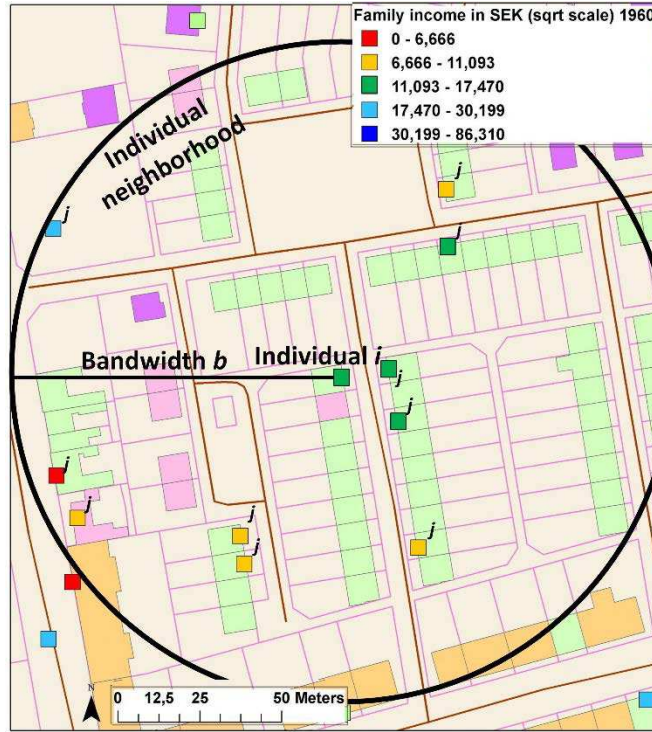 Family income in SEK (sqrt scale) 1960
0 - 6,666
6,666 - 11,093
11,093 - 17,470
17,470 - 30,199
30,199 - 86,310
Individual
neighborhood
j
j
j
Bandwidth b
Individual i
j
j
j
j
j
j
j
N
0 12,5 25 50 Meters